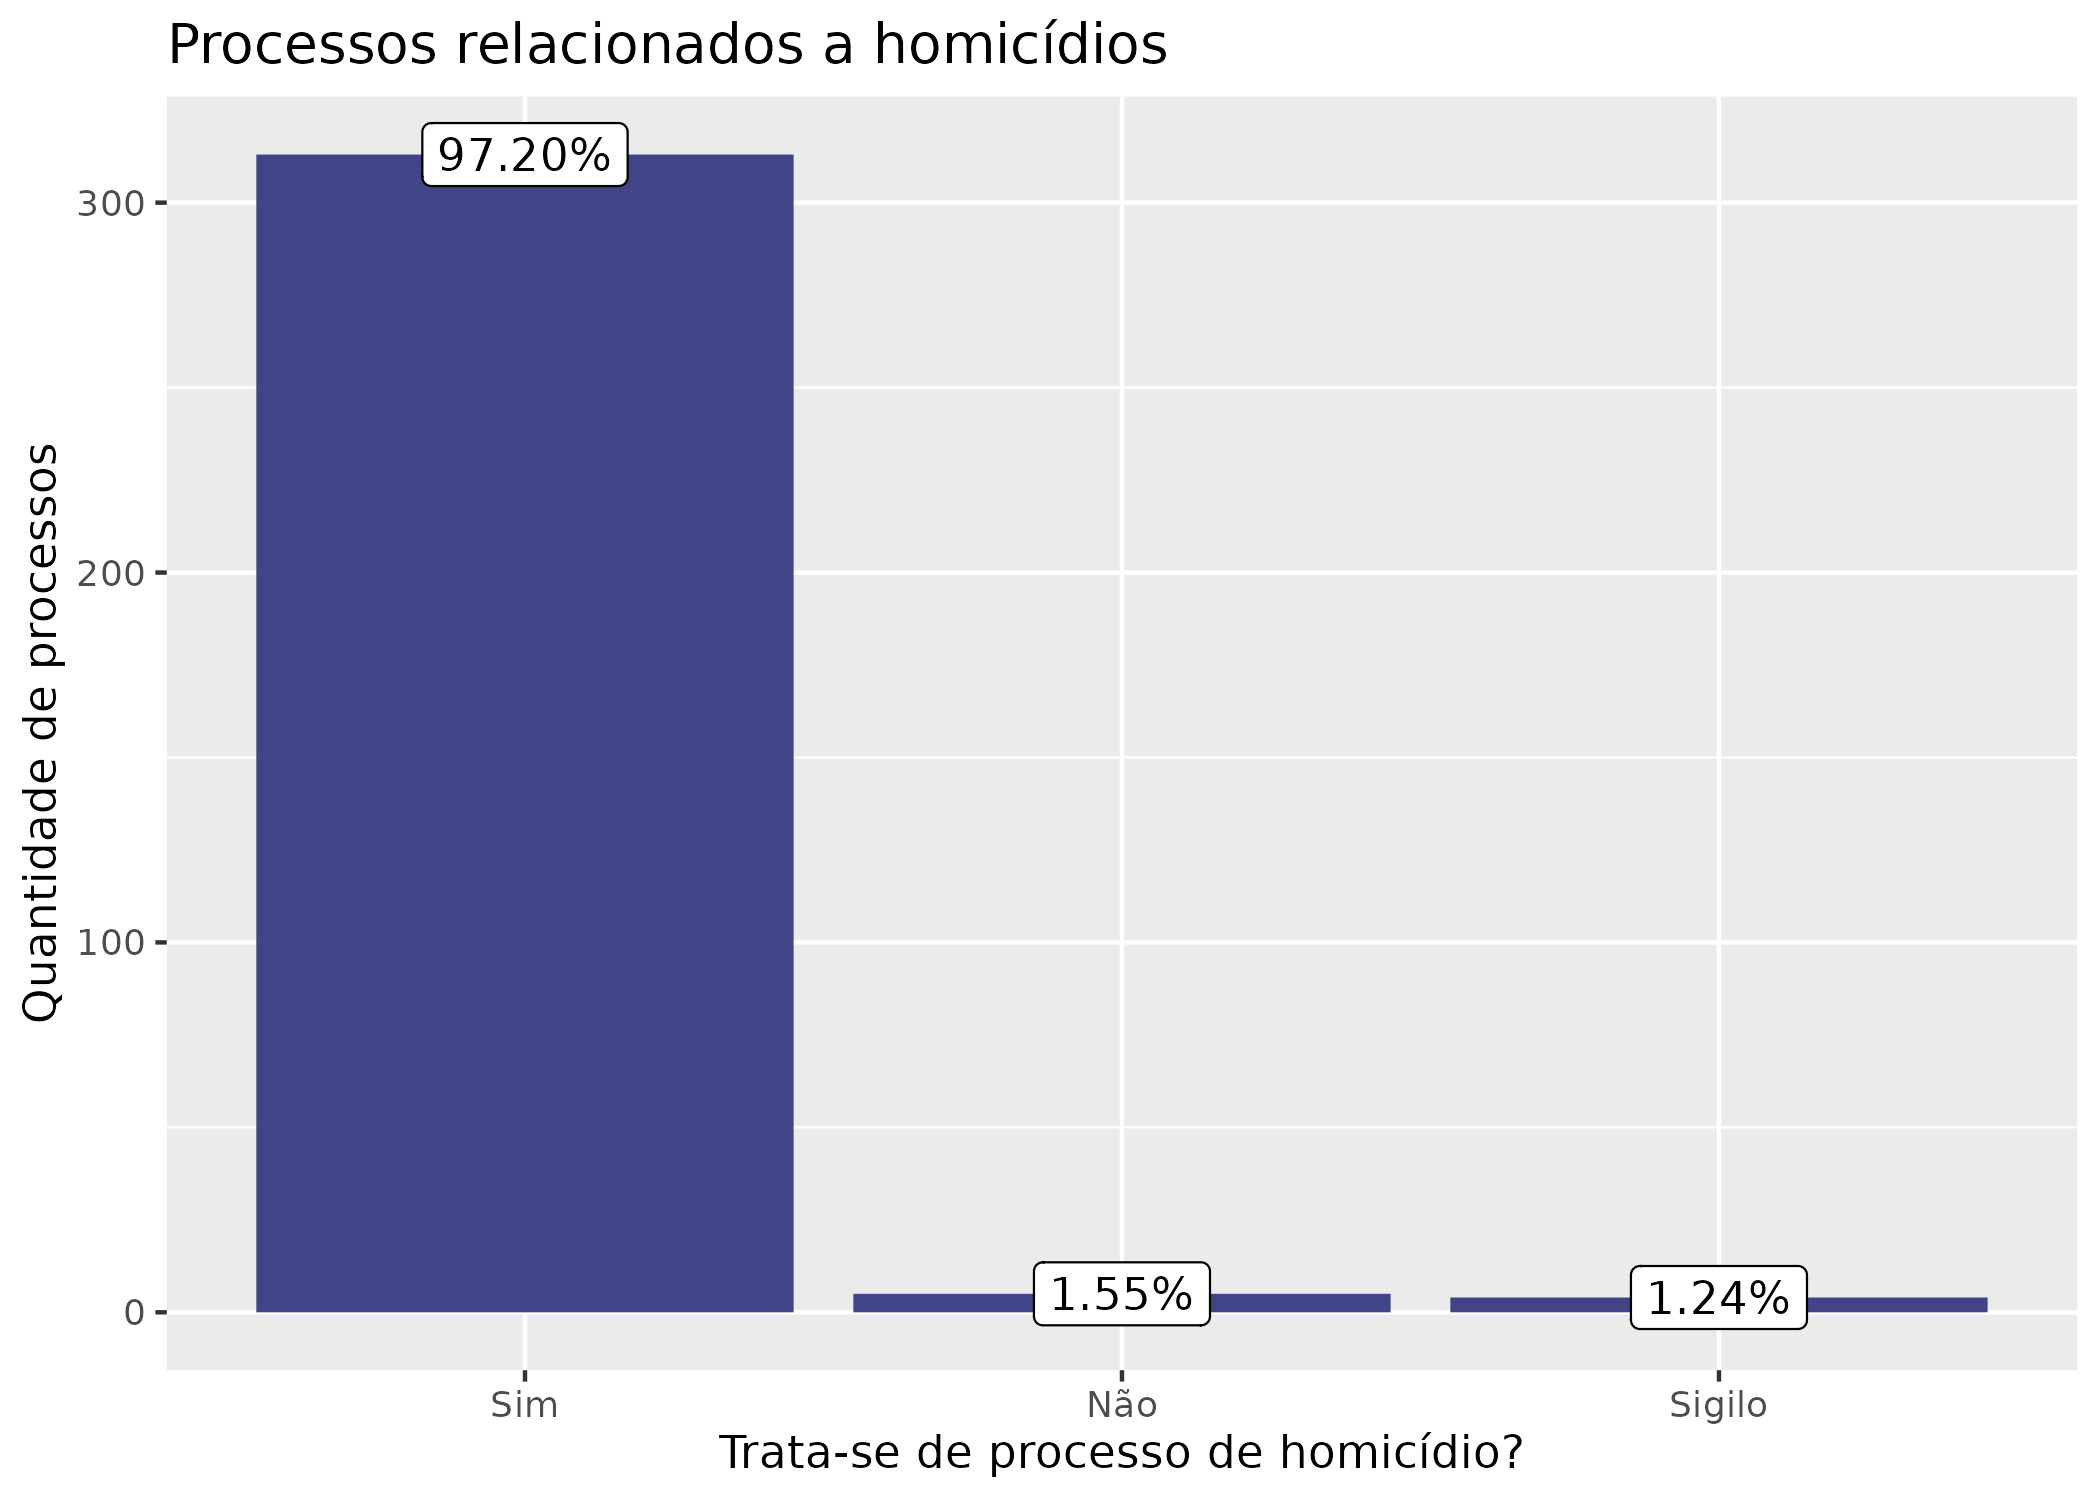 Processos relacionados a homicídios
Quantidade de processos
300
200
100
0
97.20%
1.55%
1.24%
Sim
Não
Sigilo
Trata-se de processo de homicídio?